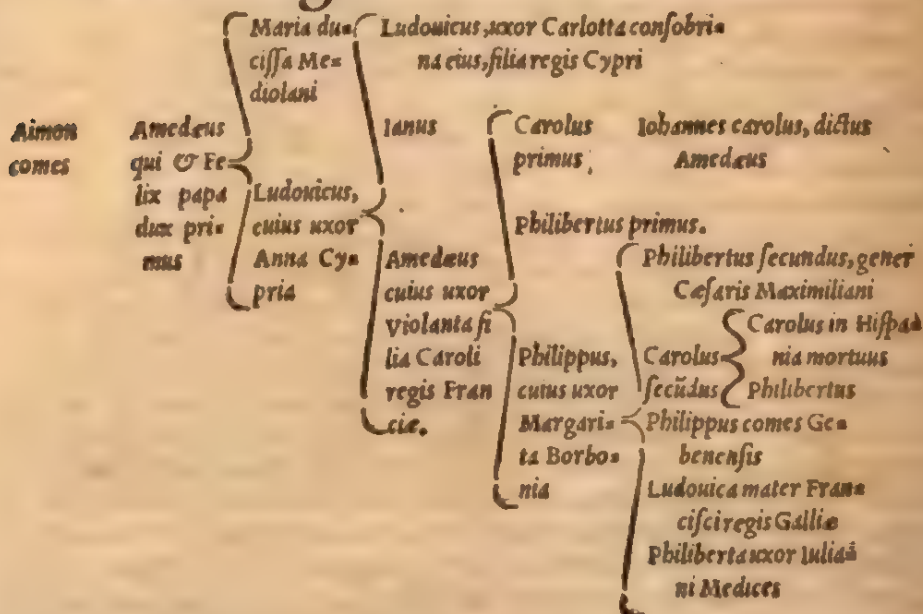 Maria du=
cissa Me=
diolani
Ludouicus, uxor Carlotta consobri=
na eius, filia regis Cypri
Aimon
comes
Amedæus
qui & Fe
lix papa
dux pri=
mus
Ianus
Carolus
primus,
Iohannes carolus, dictus
Amedæus
Ludouicus,
cuius uxor
Anna Cy=
pria
Philibertus primus.
Amedæus
cuius uxor
Violanta fi
lia Caroli
regis Fran
ciæ.
Philippus,
cuius uxor
Margari=
ta Borbo=
nia
Philibertus secundus, gener
Cæsaris Maximiliani
Carolus
secũdus
Carolus in Hispa
nia mortuus
Philibertus
Philippus comes Ge=
benensis
Ludouica mater Fran=
cisci regis Galliæ
Philiberta uxor Iulia
ni Medices